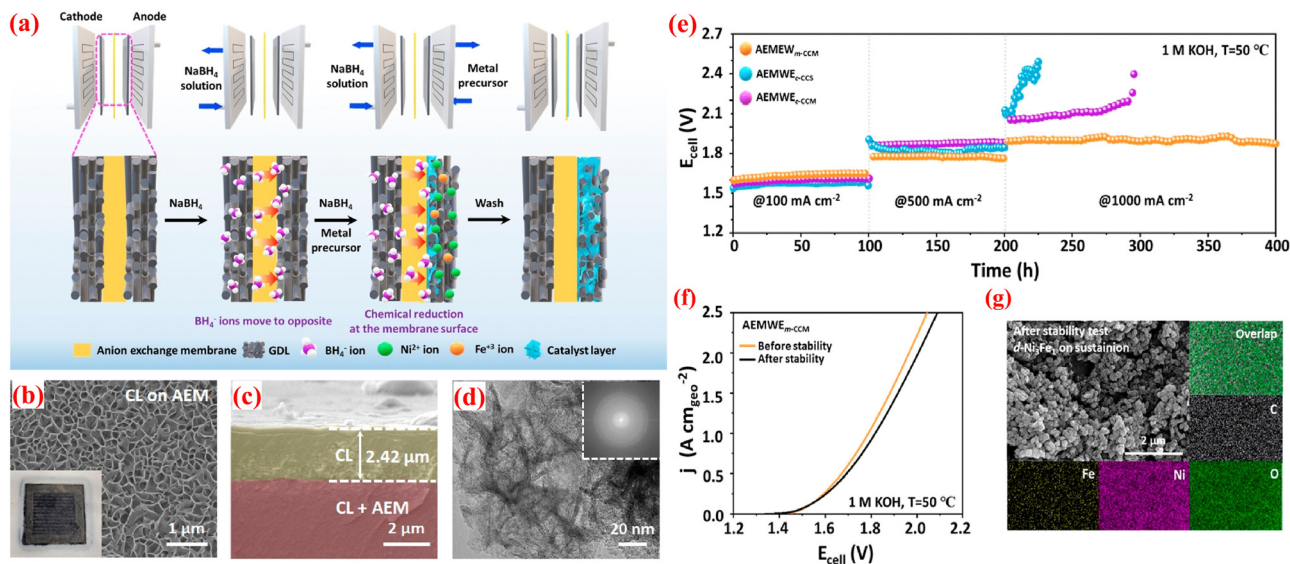 (a)
Cathode Anode
NaBH4 solution
NaBH4 solution
Metal precursor
NaBH4
NaBH4
Metal precursor
Wash
BH4- ions move to opposite
Chemical reduction
at the membrane surface
Anion exchange membrane GDL BH4- ion Ni2+ ion Fe+3 ion Catalyst layer
(b)
CL on AEM
1 μm
(c)
CL 2.42 μm
CL + AEM
2 μm
(d)
20 nm
(e)
2.7
2.4
2.1
1.8
1.5
1.2
Ecell (V)
AEMEWm-CCM
AEMWEe-CCS
AEMWEe-CCM
1 M KOH, T=50 ℃
@100 mA cm-2
@500 mA cm-2
@1000 mA cm-2
0 50 100 150 200 250 300 350 400
Time (h)
(f)
2.5
2.0
1.5
1.0
0.5
0.0
j (A cmgeo-2)
AEMWEm-CCM
Before stability
After stability
1 M KOH, T=50 ℃
1.2 1.4 1.6 1.8 2.0 2.2
Ecell (V)
(g)
After stability test
on sustainion
2 μm
Overlap
C
Fe
Ni
O